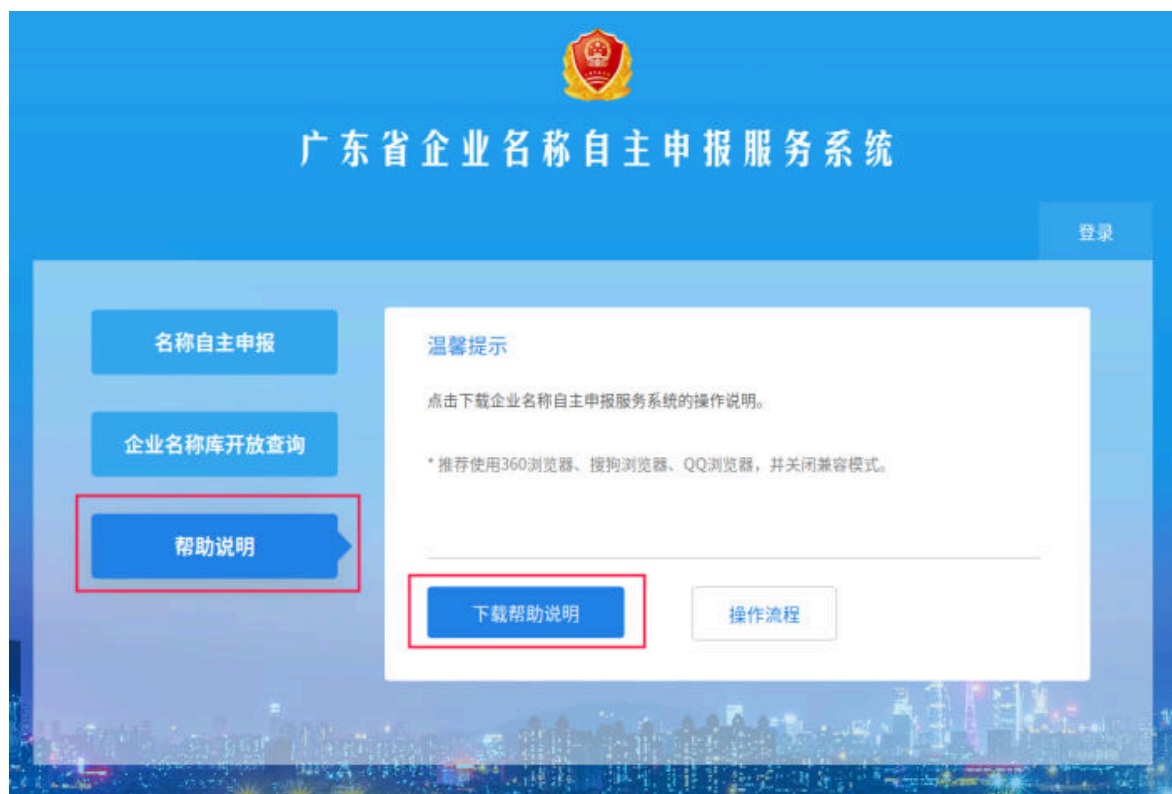 广东省企业名称自主申报服务系统
登录
名称自主申报
企业名称库开放查询
帮助说明
温馨提示
点击下载企业名称自主申报服务系统的操作说明。
* 推荐使用360浏览器、搜狗浏览器、QQ浏览器，并关闭兼容模式。
下载帮助说明
操作流程